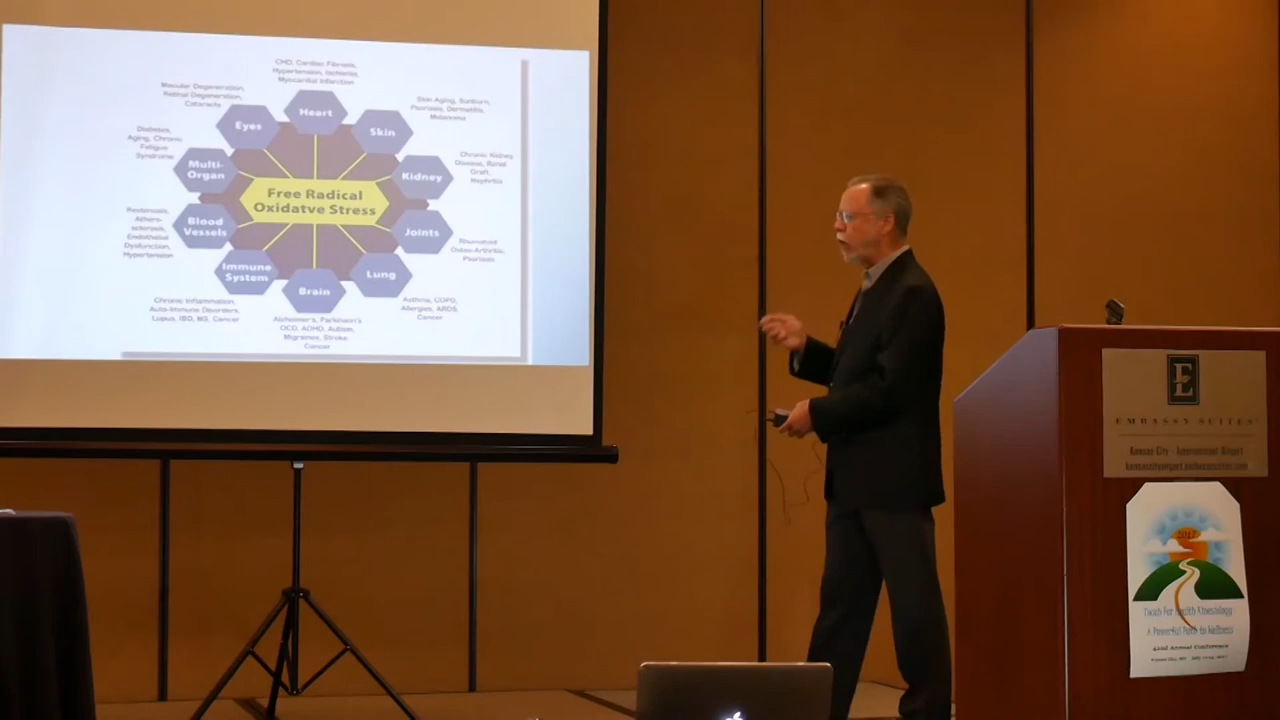 CHD, Cardiac Fibrosis,
Hypertension, Ischemia,
Myocardial Infarction
Macular Degeneration,
Retinal Degeneration,
Cataracts
Skin Aging, Sunburn,
Psoriasis, Dermatitis,
Melanoma
Diabetes,
Aging, Chronic
Fatigue
Syndrome
Chronic Kidney
Disease, Renal
Graft,
Nephritis
Restenosis,
Athero-
sclerosis,
Endothelial
Dysfunction,
Hypertension
Rheumatoid
Osteo-Arthritis,
Psoriasis
Chronic Inflammation,
Auto-Immune Disorders,
Lupus, IBD, MS, Cancer
Alzheimer's, Parkinson's
OCD, ADHD, Autism,
Migraines, Stroke,
Cancer
Asthma, COPD,
Allergies, ARDS,
Cancer
Heart
Eyes
Skin
Multi-
Organ
Kidney
Free Radical
Oxidatve Stress
Blood
Vessels
Joints
Immune
System
Brain
Lung
E
EMBASSY SUITES
Kansas City - International Airport
2017
Touch For Health Kinesiology
A Powerful Path to Wellness
42nd Annual Conference